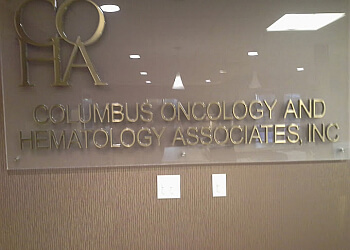 CO
HA
COLUMBUS ONCOLOGY AND
HEMATOLOGY ASSOCIATES, INC